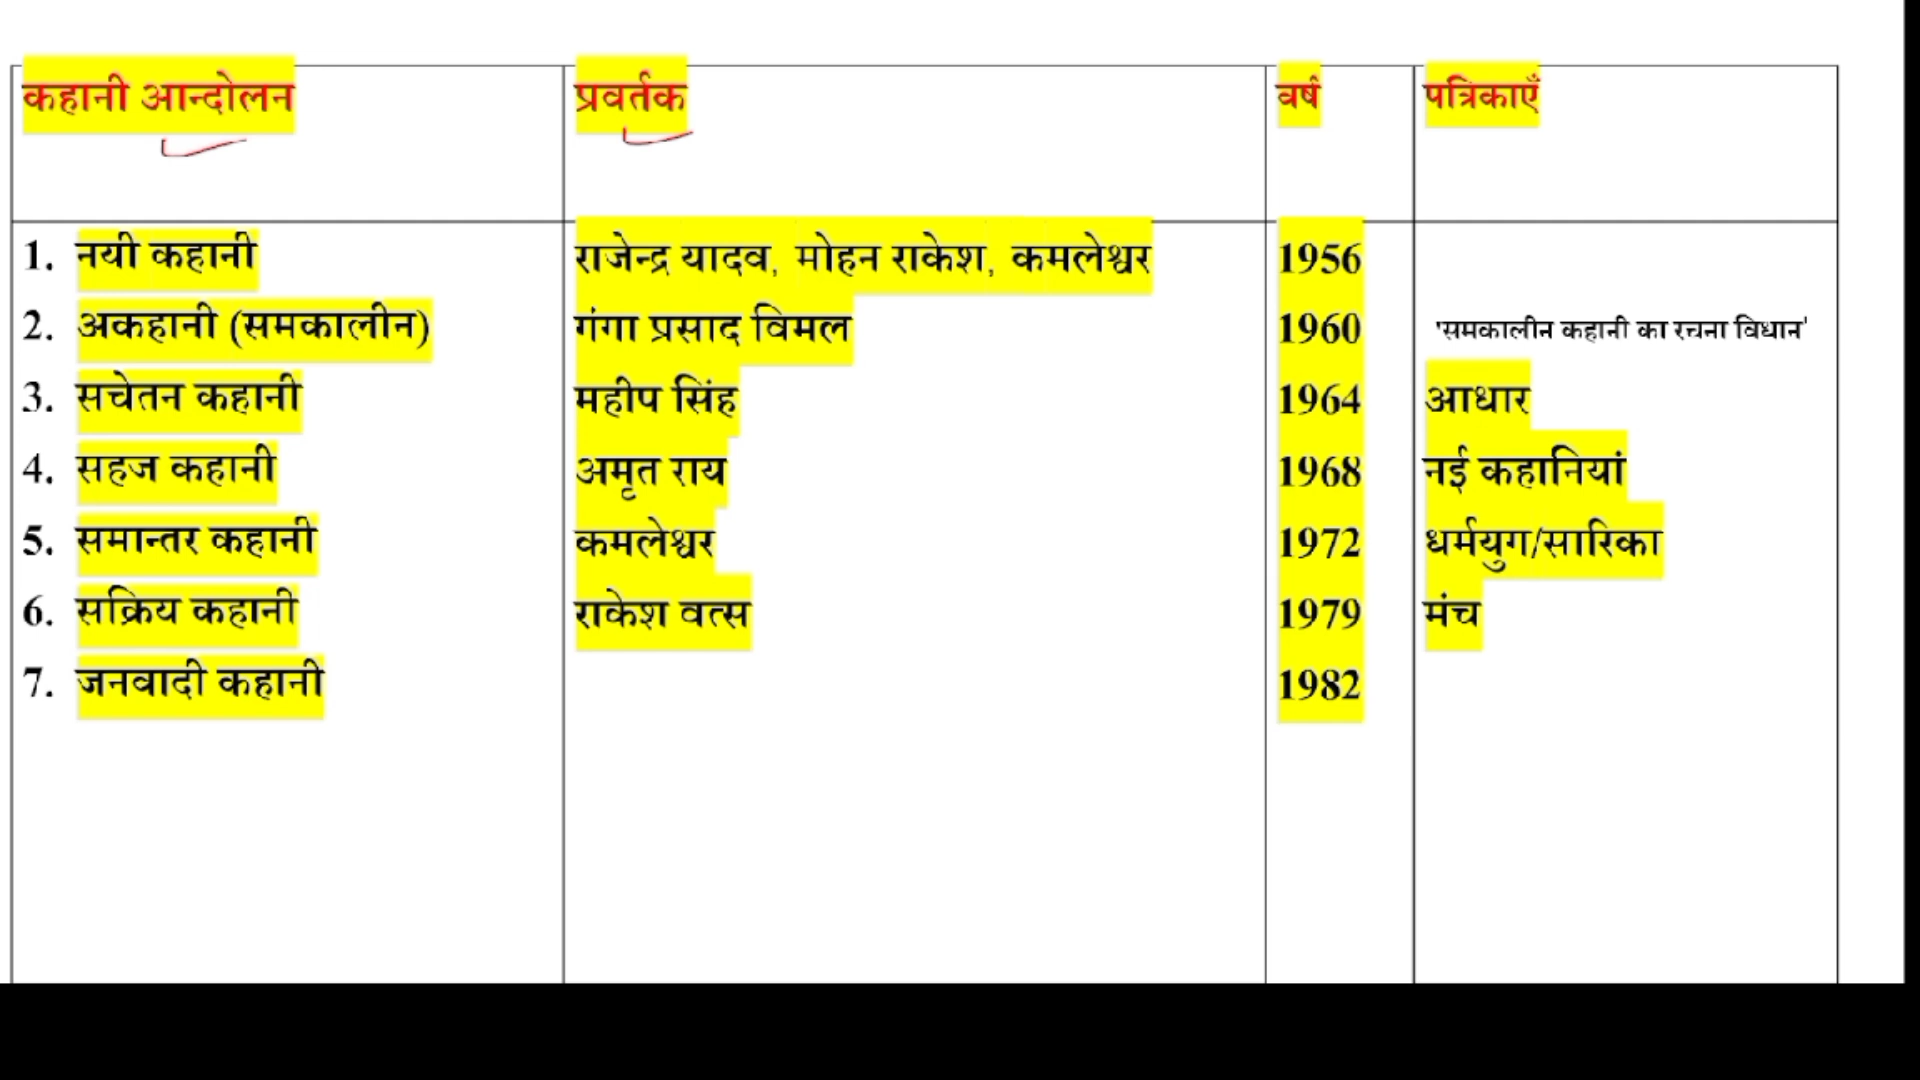 कहानी आन्दोलन प्रवर्तक वर्ष पत्रिकाएँ
1. नयी कहानी राजेन्द्र यादव, मोहन राकेश, कमलेश्वर 1956
2. अकहानी (समकालीन) गंगा प्रसाद विमल 1960 'समकालीन कहानी का रचना विधान'
3. सचेतन कहानी महीप सिंह 1964 आधार
4. सहज कहानी अमृत राय 1968 नई कहानियां
5. समान्तर कहानी कमलेश्वर 1972 धर्मयुग/सारिका
6. सक्रिय कहानी राकेश वत्स 1979 मंच
7. जनवादी कहानी 1982